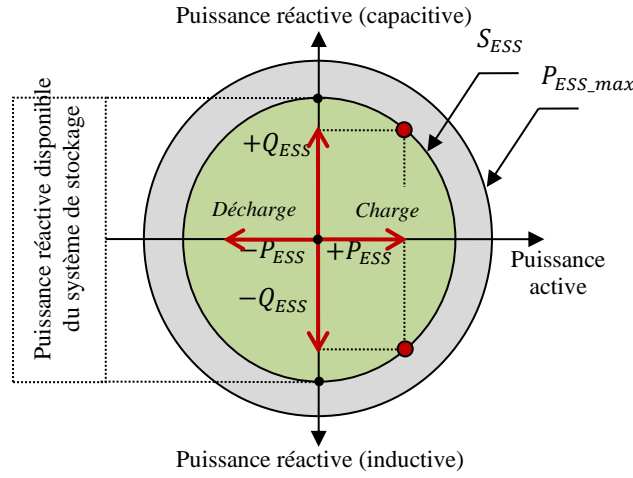 Puissance réactive (capacitive)
S_ESS
P_ESS_max
Puissance réactive disponible
du système de stockage
+Q_ESS
Décharge
Charge
−P_ESS
+P_ESS
−Q_ESS
Puissance
active
Puissance réactive (inductive)